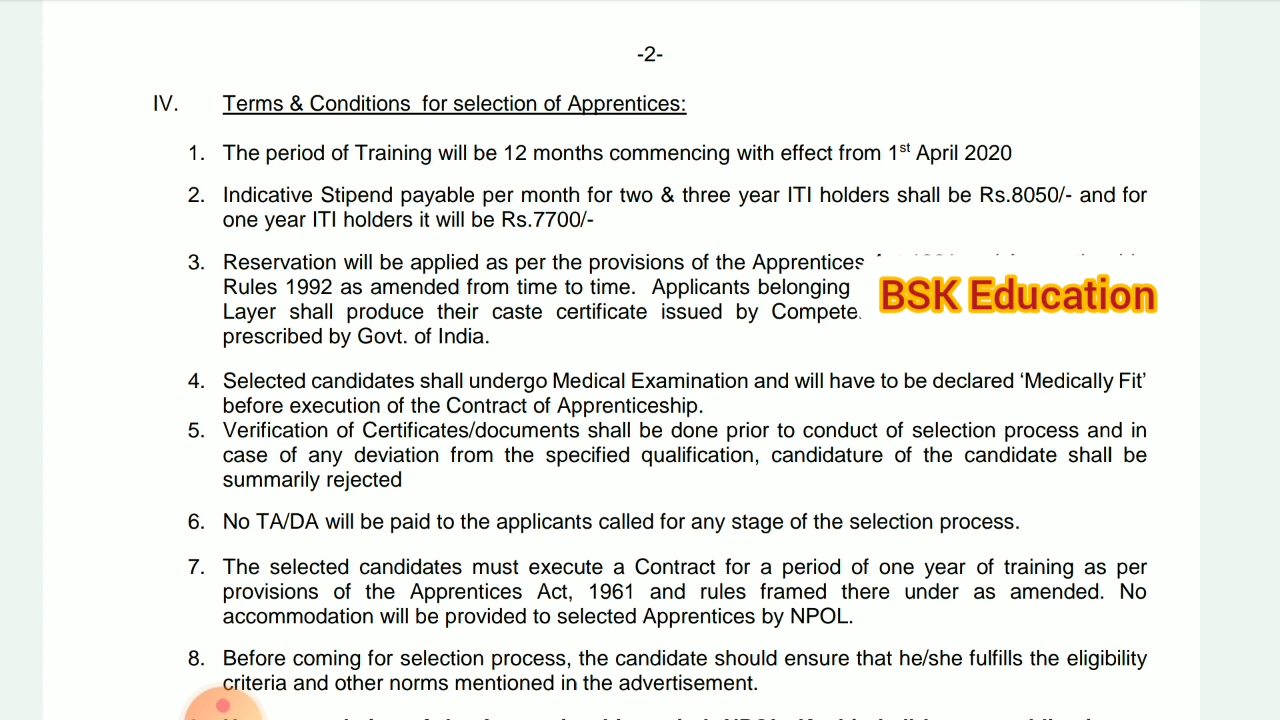 -2-
IV. Terms & Conditions for selection of Apprentices:
1. The period of Training will be 12 months commencing with effect from 1st April 2020
2. Indicative Stipend payable per month for two & three year ITI holders shall be Rs.8050/- and for
one year ITI holders it will be Rs.7700/-
3. Reservation will be applied as per the provisions of the Apprentices
Rules 1992 as amended from time to time. Applicants belonging
BSK Education
Layer shall produce their caste certificate issued by
prescribed by Govt. of India.
4. Selected candidates shall undergo Medical Examination and will have to be declared ‘Medically Fit’
before execution of the Contract of Apprenticeship.
5. Verification of Certificates/documents shall be done prior to conduct of selection process and in
case of any deviation from the specified qualification, candidature of the candidate shall be
summarily rejected
6. No TA/DA will be paid to the applicants called for any stage of the selection process.
7. The selected candidates must execute a Contract for a period of one year of training as per
provisions of the Apprentices Act, 1961 and rules framed there under as amended. No
accommodation will be provided to selected Apprentices by NPOL.
8. Before coming for selection process, the candidate should ensure that he/she fulfills the eligibility
criteria and other norms mentioned in the advertisement.